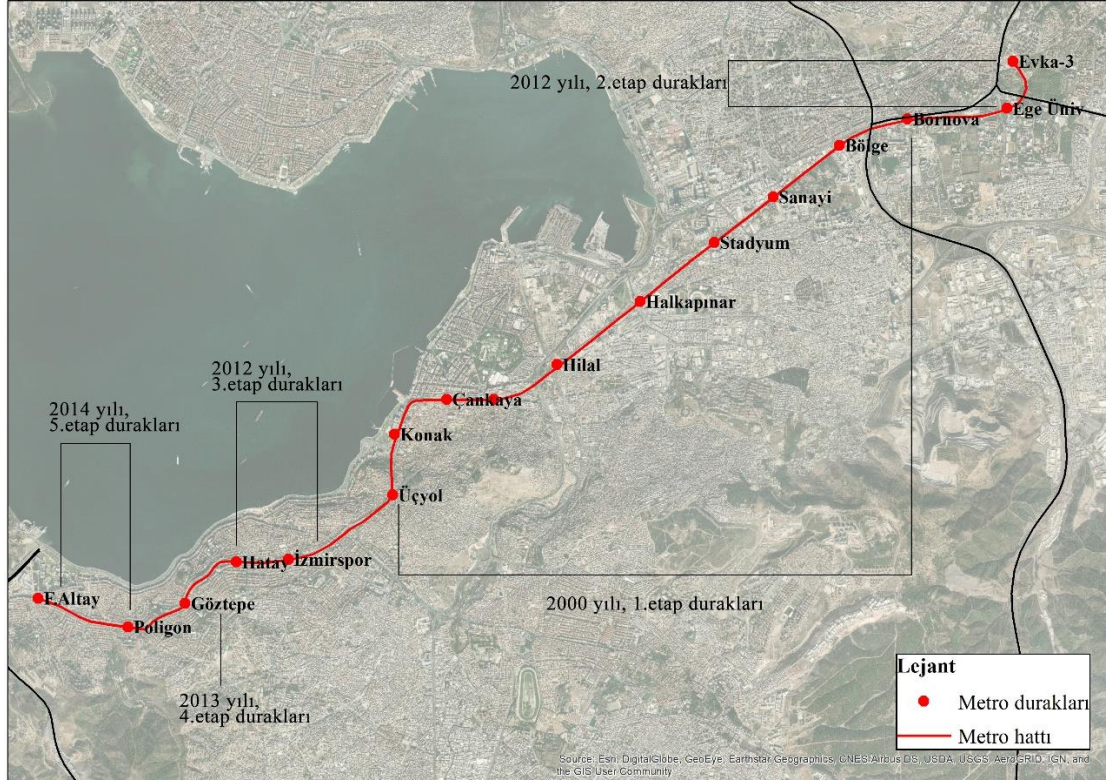 Evka-3
2012 yılı, 2.etap durakları
Ege Üniv
Bornova
Bölge
Sanayi
Stadyum
Halkapınar
Hilal
2012 yılı,
3.etap durakları
Çankaya
2014 yılı,
5.etap durakları
Konak
Üçyol
Hatay
İzmirspor
F.Altay
Göztepe
2000 yılı, 1.etap durakları
Poligon
2013 yılı,
4.etap durakları
Lejant
Metro durakları
Metro hattı
Source: Esri, DigitalGlobe, GeoEye, Earthstar Geographics, CNES/Airbus DS, USDA, USGS, AeroGRID, IGN, and
the GIS User Community